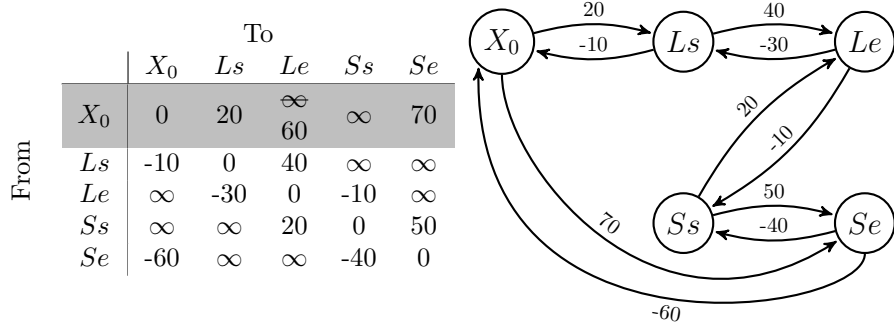 To
X₀ Ls Le Ss Se
From
X₀ 0 20 ∞ 60 ∞ 70
Ls -10 0 40 ∞ ∞
Le ∞ -30 0 -10 ∞
Ss ∞ ∞ 20 0 50
Se -60 ∞ ∞ -40 0
X₀ 20 -10 Ls 40 -30 Le
20 -10
Ss 50 -40 Se
70
-60